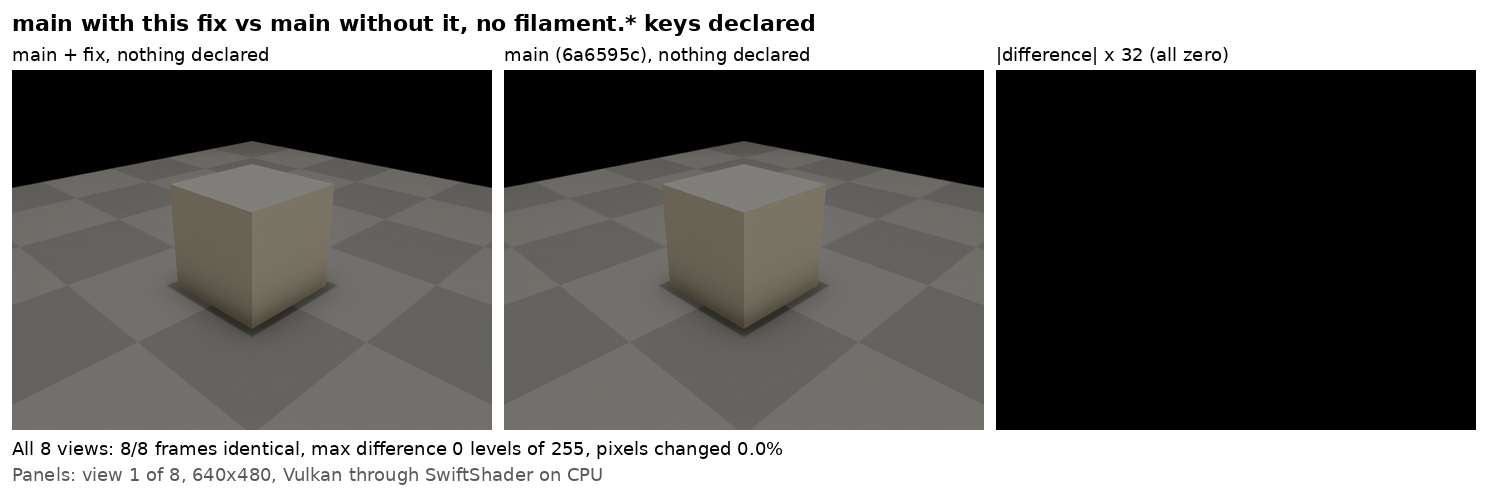 main with this fix vs main without it, no filament.* keys declared
main + fix, nothing declared
main (6a6595c), nothing declared
|difference| x 32 (all zero)
All 8 views: 8/8 frames identical, max difference 0 levels of 255, pixels changed 0.0%
Panels: view 1 of 8, 640x480, Vulkan through SwiftShader on CPU